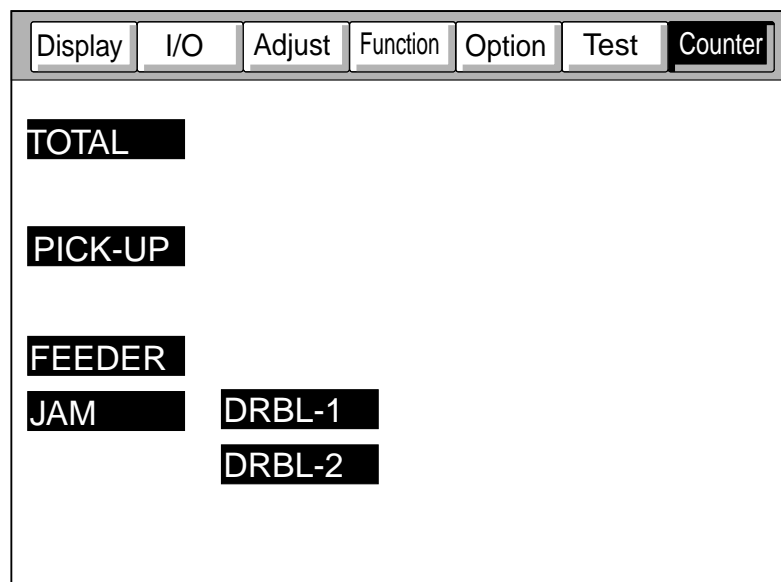 Display I/O Adjust Function Option Test Counter
TOTAL
PICK-UP
FEEDER
JAM DRBL-1
DRBL-2